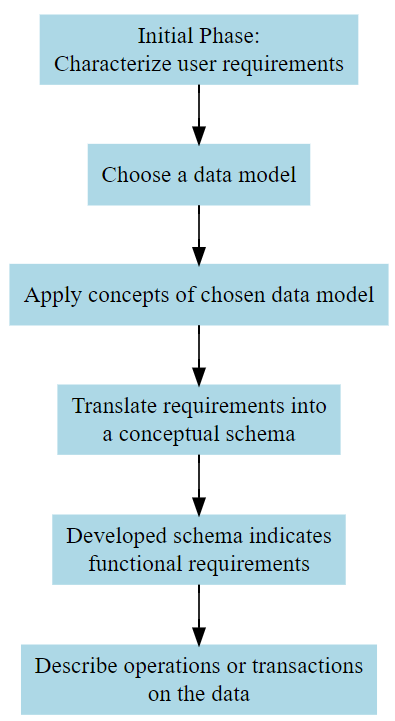 Initial Phase:
Characterize user requirements
Choose a data model
Apply concepts of chosen data model
Translate requirements into
a conceptual schema
Developed schema indicates
functional requirements
Describe operations or transactions
on the data